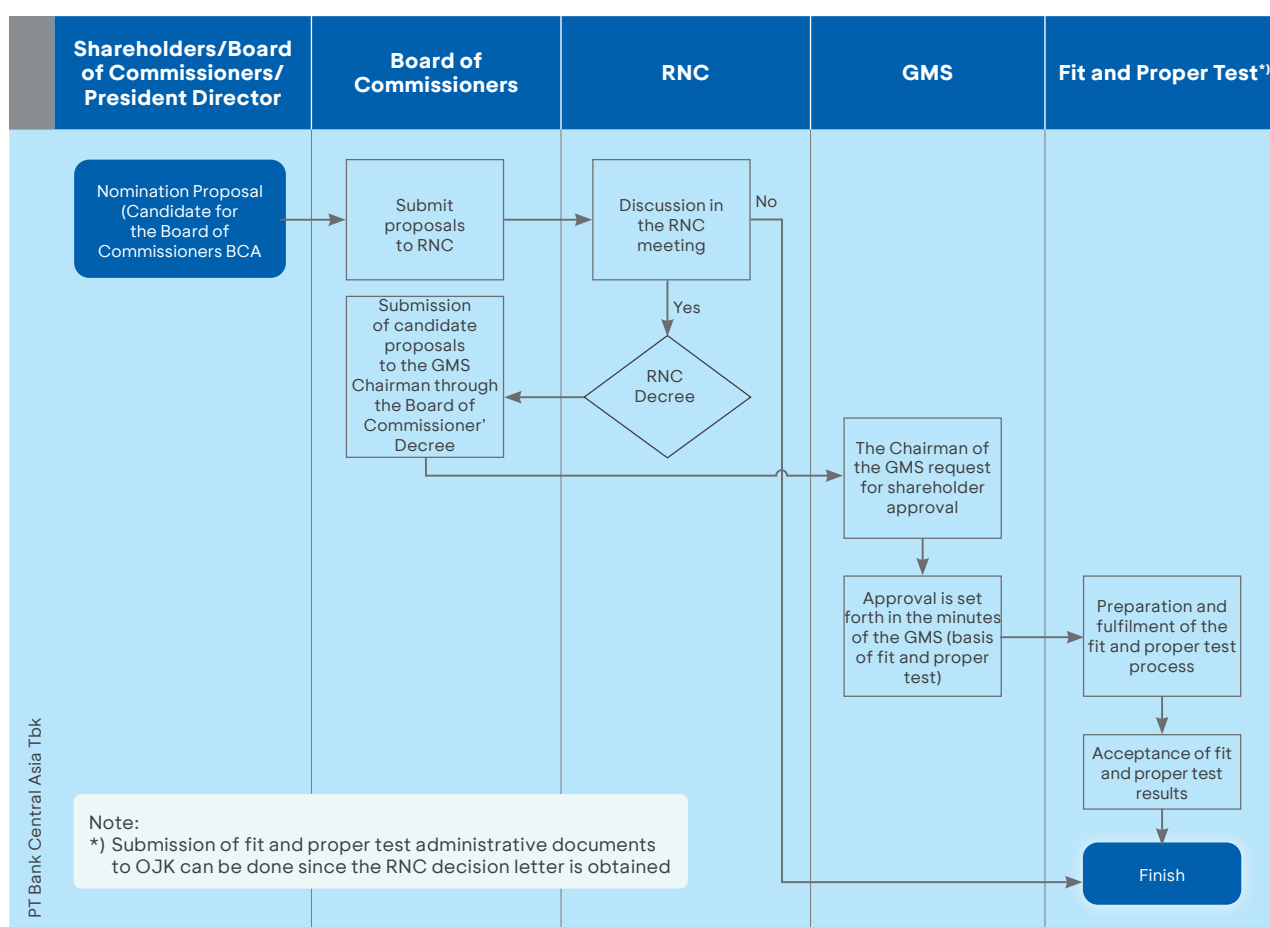 Shareholders/Board
of Commissioners/
President Director
Board of
Commissioners
RNC
GMS
Fit and Proper Test*)
Nomination Proposal
(Candidate for
the Board of
Commissioners BCA
Submit
proposals
to RNC
Discussion in
the RNC
meeting
No
Yes
RNC
Decree
Submission
of candidate
proposals
to the GMS
Chairman through
the Board of
Commissioner’
Decree
The Chairman of
the GMS request
for shareholder
approval
Approval is set
forth in the minutes
of the GMS (basis
of fit and proper
test)
Preparation and
fulfilment of the
fit and proper test
process
Acceptance of fit
and proper test
results
Finish
Note:
*) Submission of fit and proper test administrative documents
to OJK can be done since the RNC decision letter is obtained
PT Bank Central Asia Tbk